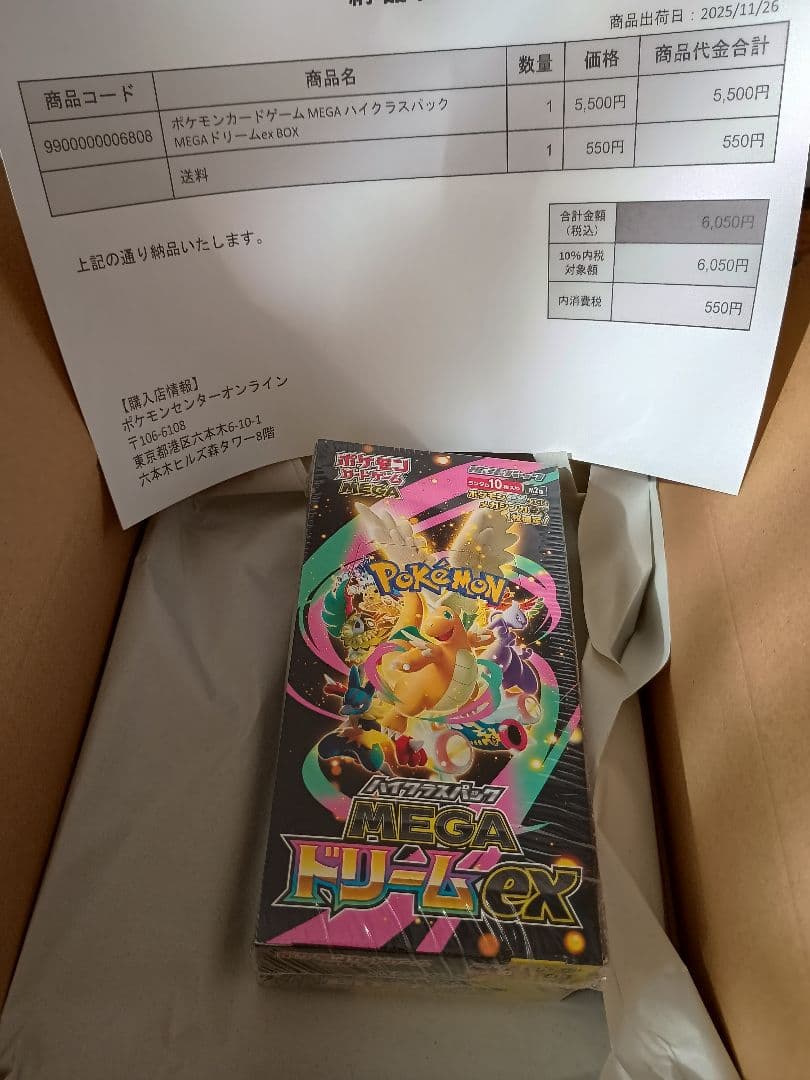 商品出荷日：2025/11/26
商品コード 商品名 数量 価格 商品代金合計
9900000006808 ポケモンカードゲーム MEGA ハイクラスパック
MEGAドリームex BOX 1 5,500円 5,500円
送料 1 550円 550円
合計金額
（税込） 6,050円
10%内税
対象額 6,050円
内消費税 550円
上記の通り納品いたします。
【購入店情報】
ポケモンセンターオンライン
〒106-6108
東京都港区六本木6-10-1
六本木ヒルズ森タワー8階
ポケモン
カードゲーム
MEGA
ハイクラスパック
POKéMON
ハイクラスパック
MEGA
ドリーム ex